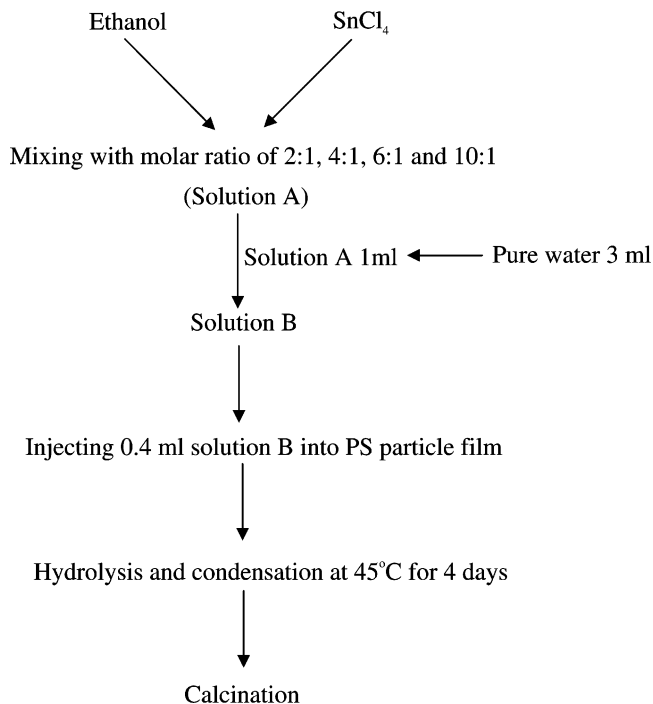 Ethanol
SnCl₄
Mixing with molar ratio of 2:1, 4:1, 6:1 and 10:1
(Solution A)
Solution A 1ml
Pure water 3 ml
Solution B
Injecting 0.4 ml solution B into PS particle film
Hydrolysis and condensation at 45°C for 4 days
Calcination